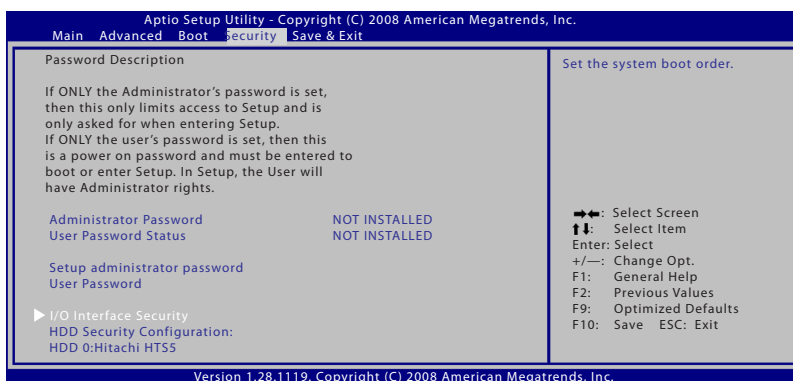 Aptio Setup Utility - Copyright (C) 2008 American Megatrends, Inc.
Main Advanced Boot Security Save & Exit
Password Description
If ONLY the Administrator's password is set,
then this only limits access to Setup and is
only asked for when entering Setup.
If ONLY the user's password is set, then this
is a power on password and must be entered to
boot or enter Setup. In Setup, the User will
have Administrator rights.
Administrator Password NOT INSTALLED
User Password Status NOT INSTALLED
Setup administrator password
User Password
I/O Interface Security
HDD Security Configuration:
HDD 0:Hitachi HTS5
Set the system boot order.
→←: Select Screen
↑↓: Select Item
Enter: Select
+/—: Change Opt.
F1: General Help
F2: Previous Values
F9: Optimized Defaults
F10: Save ESC: Exit
Version 1.28.1119. Copyright (C) 2008 American Megatrends, Inc.